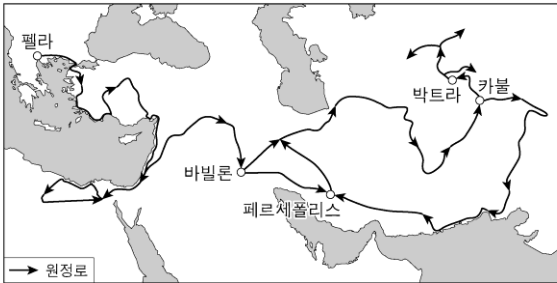 펠라
박트라
카불
바빌론
페르세폴리스
원정로